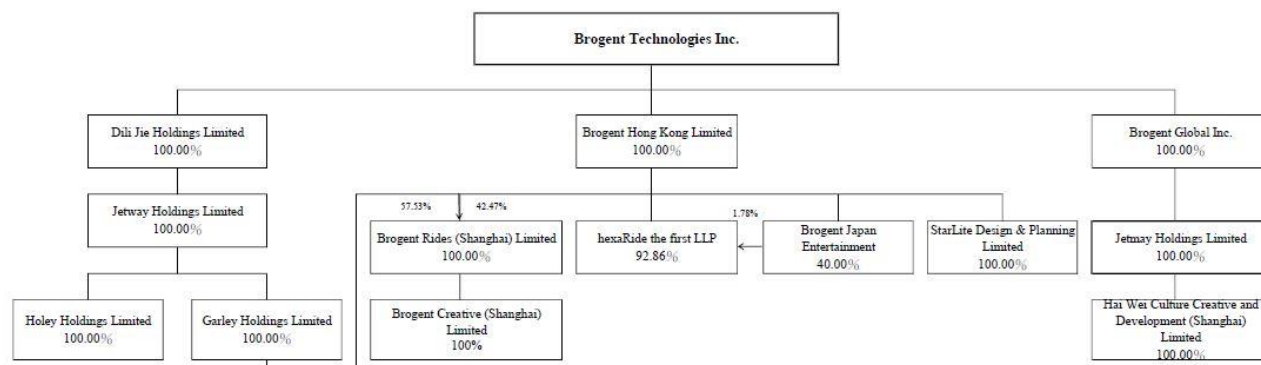 Brogent Technologies Inc.
Dili Jie Holdings Limited
100.00%
Brogent Hong Kong Limited
100.00%
Brogent Global Inc.
100.00%
Jetway Holdings Limited
100.00%
57.53%
42.47%
Brogent Rides (Shanghai) Limited
100.00%
hexaRide the first LLP
92.86%
1.78%
Brogent Japan
Entertainment
40.00%
StarLite Design & Planning
Limited
100.00%
Jetmay Holdings Limited
100.00%
Holey Holdings Limited
100.00%
Garley Holdings Limited
100.00%
Brogent Creative (Shanghai)
Limited
100%
Hai Wei Culture Creative and
Development (Shanghai)
Limited
100.00%